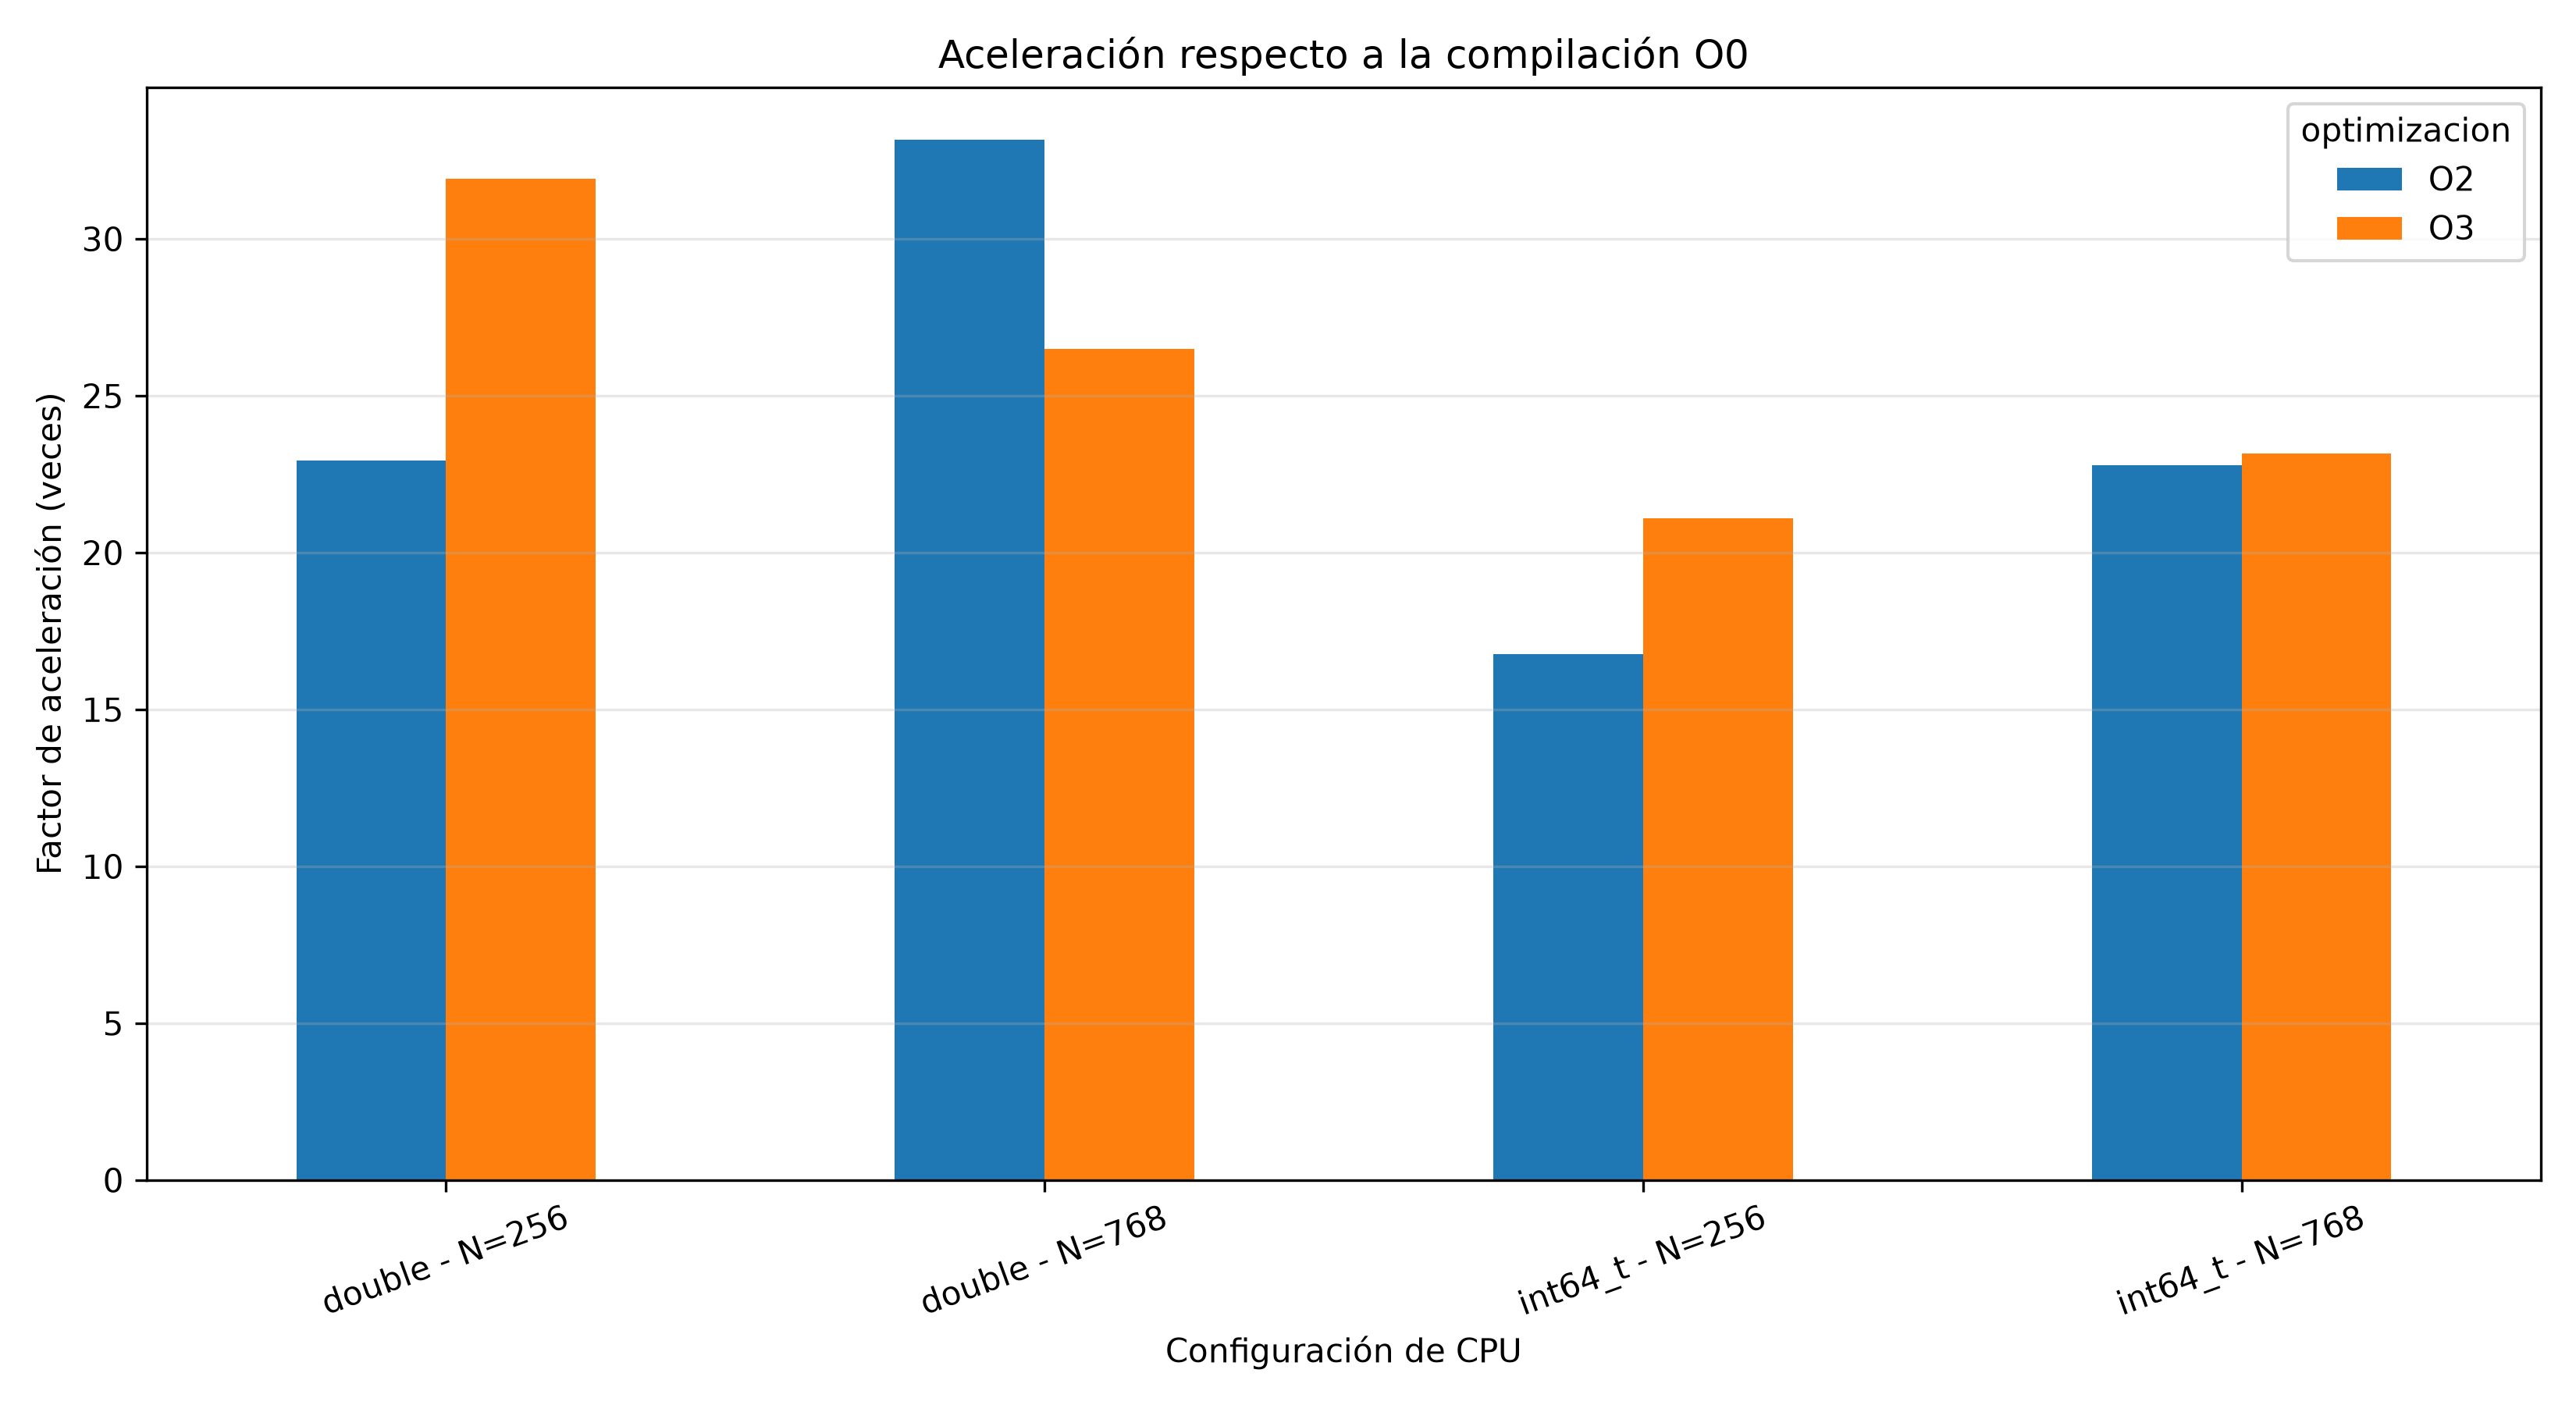 Aceleración respecto a la compilación O0
optimizacion
O2
O3
Factor de aceleración (veces)
30
25
20
15
10
5
0
double - N=256
double - N=768
int64_t - N=256
int64_t - N=768
Configuración de CPU